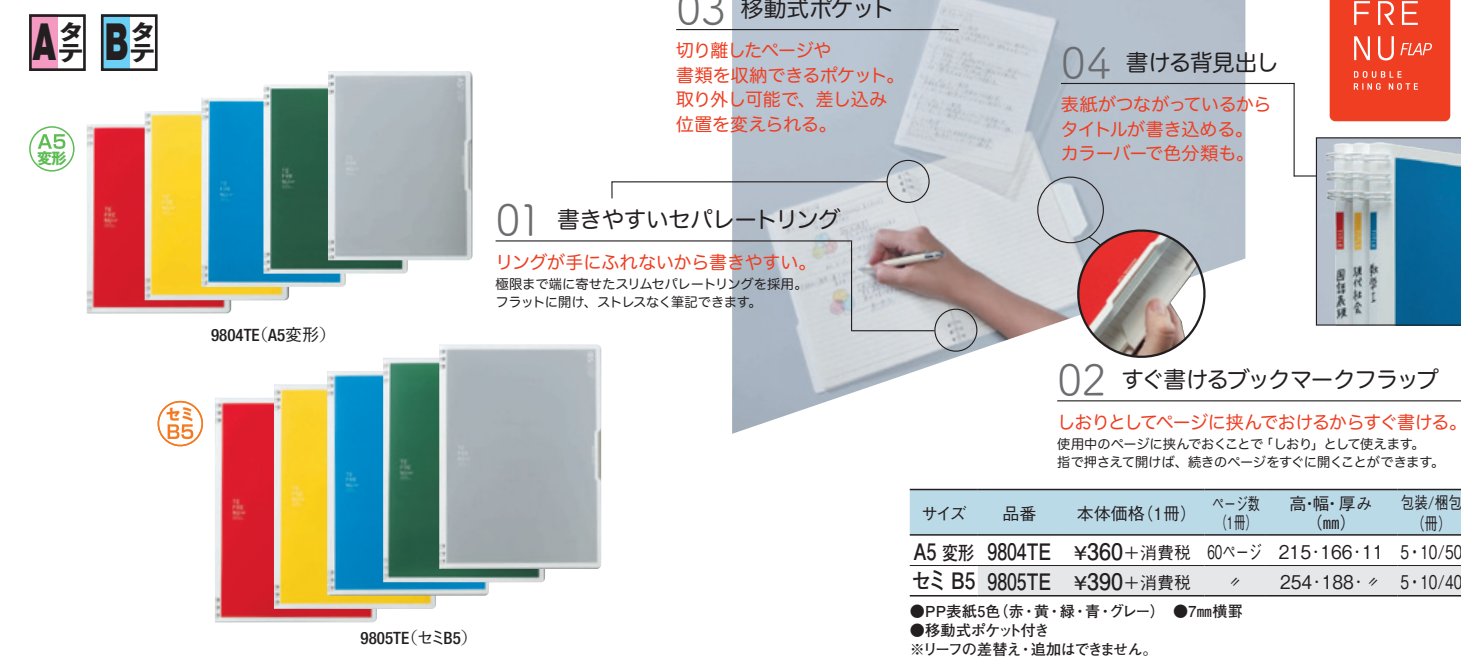 Aタテ
Bタテ
A5
変形
9804TE(A5変形)
セミ
B5
9805TE(セミB5)
03 移動式ポケット
切り離したページや
書類を収納できるポケット。
取り外し可能で、差し込み
位置を変えられる。
01 書きやすいセパレートリング
リングが手にふれないから書きやすい。
極限まで端に寄せたスリムセパレートリングを採用。
フラットに開け、ストレスなく筆記できます。
04 書ける背見出し
表紙がつながっているから
タイトルが書き込める。
カラーバーで色分類も。
FRE
NU FLAP
DOUBLE
RING NOTE
国語表現
現代社会
数学I
02 すぐ書けるブックマークフラップ
しおりとしてページに挟んでおけるからすぐ書ける。
使用中のページに挟んでおくことで「しおり」として使えます。
指で押さえて開けば、続きのページをすぐに開くことができます。
サイズ 品番 本体価格(1冊) ページ数(1冊) 高・幅・厚み(㎜) 包装/梱包(冊)
A5 変形 9804TE ¥360+消費税 60ページ 215・166・11 5・10/50
セミ B5 9805TE ¥390+消費税 〃 254・188・〃 5・10/40
●PP表紙5色(赤・黄・緑・青・グレー) ●7㎜横罫
●移動式ポケット付き
※リーフの差替え・追加はできません。